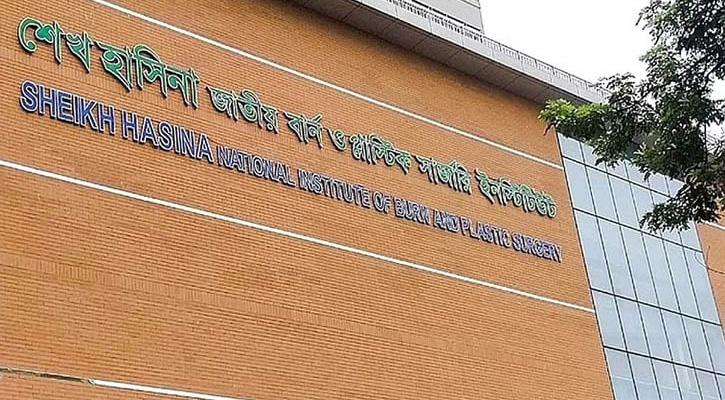 শেখ হাসিনা জাতীয় বার্ন ও প্লাস্টিক সার্জারি ইনস্টিটিউট
SHEIKH HASINA NATIONAL INSTITUTE OF BURN AND PLASTIC SURGERY